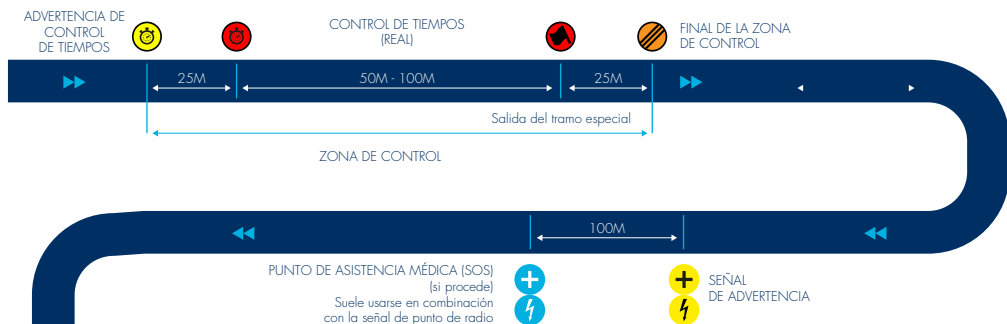 ADVERTENCIA DE
CONTROL
DE TIEMPOS
CONTROL DE TIEMPOS
(REAL)
FINAL DE LA ZONA
DE CONTROL
25M
50M - 100M
25M
Salida del tramo especial
ZONA DE CONTROL
100M
PUNTO DE ASISTENCIA MÉDICA (SOS)
(si procede)
Suele usarse en combinación
con la señal de punto de radio
SEÑAL
DE ADVERTENCIA